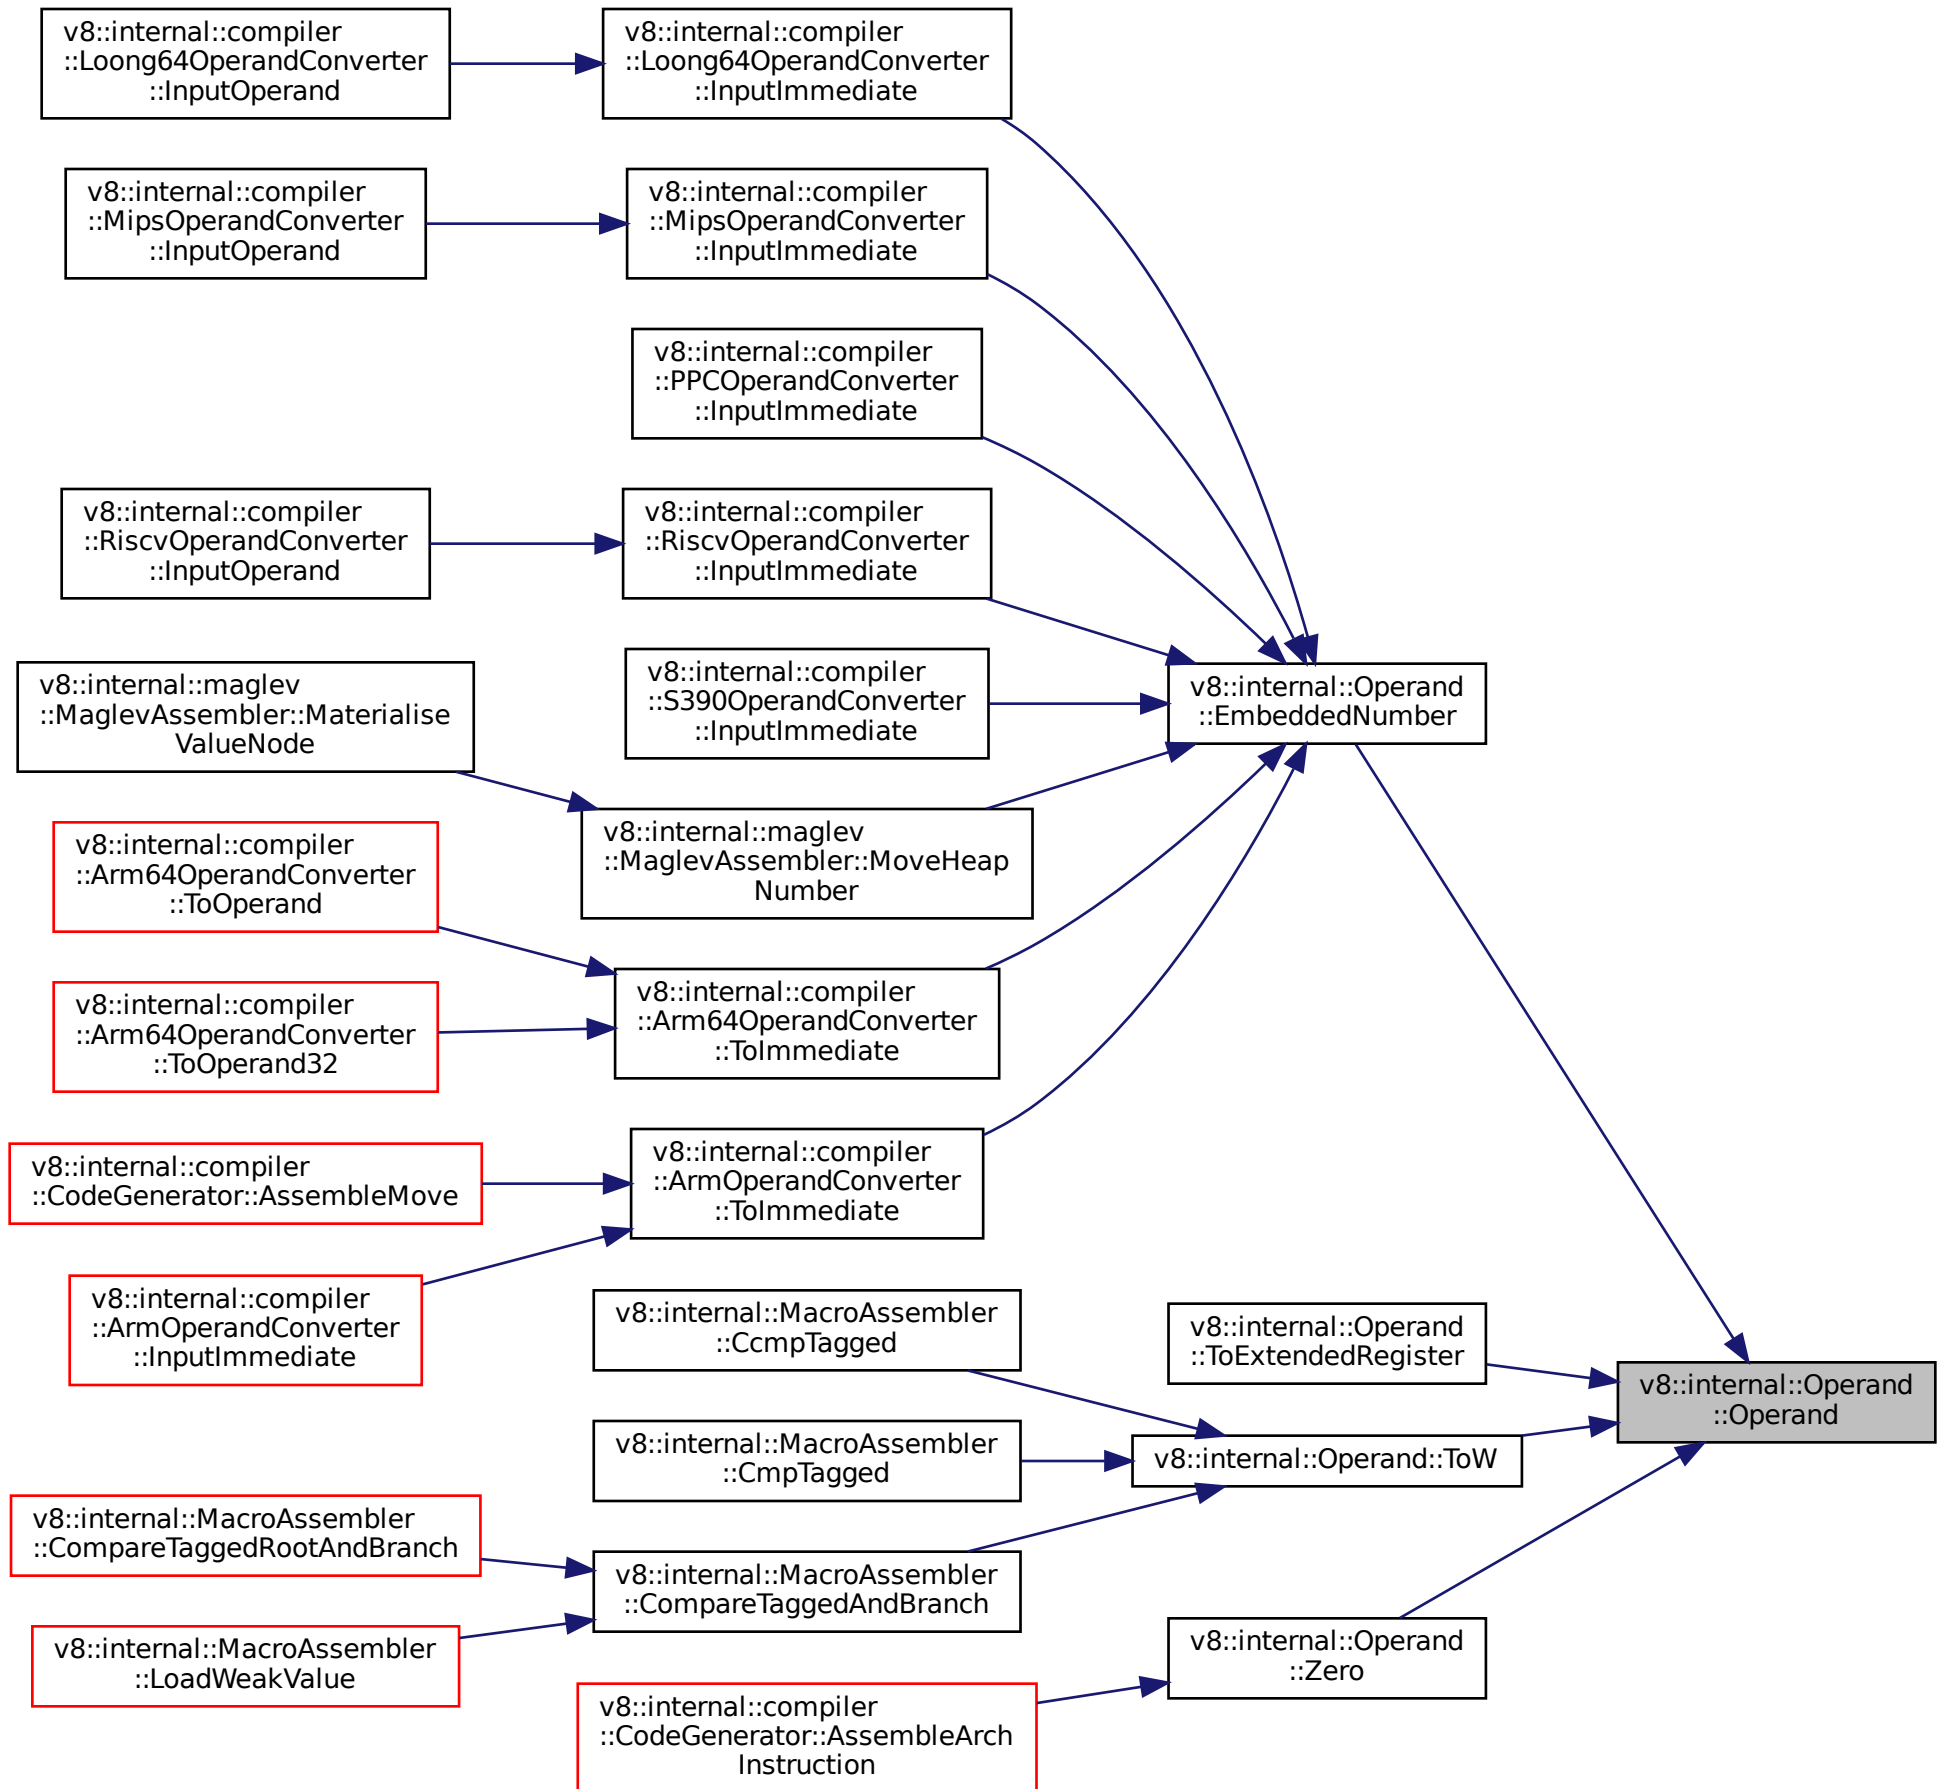 v8::internal::compiler
::Loong64OperandConverter
::InputOperand
v8::internal::compiler
::Loong64OperandConverter
::InputImmediate
v8::internal::compiler
::MipsOperandConverter
::InputOperand
v8::internal::compiler
::MipsOperandConverter
::InputImmediate
v8::internal::compiler
::PPCOperandConverter
::InputImmediate
v8::internal::compiler
::RiscvOperandConverter
::InputOperand
v8::internal::compiler
::RiscvOperandConverter
::InputImmediate
v8::internal::compiler
::S390OperandConverter
::InputImmediate
v8::internal::Operand
::EmbeddedNumber
v8::internal::maglev
::MaglevAssembler::Materialise
ValueNode
v8::internal::maglev
::MaglevAssembler::MoveHeap
Number
v8::internal::compiler
::Arm64OperandConverter
::ToOperand
v8::internal::compiler
::Arm64OperandConverter
::ToOperand32
v8::internal::compiler
::Arm64OperandConverter
::ToImmediate
v8::internal::compiler
::CodeGenerator::AssembleMove
v8::internal::compiler
::ArmOperandConverter
::ToImmediate
v8::internal::compiler
::ArmOperandConverter
::InputImmediate
v8::internal::MacroAssembler
::CcmpTagged
v8::internal::Operand
::ToExtendedRegister
v8::internal::Operand
::Operand
v8::internal::MacroAssembler
::CmpTagged
v8::internal::Operand::ToW
v8::internal::MacroAssembler
::CompareTaggedRootAndBranch
v8::internal::MacroAssembler
::CompareTaggedAndBranch
v8::internal::MacroAssembler
::LoadWeakValue
v8::internal::Operand
::Zero
v8::internal::compiler
::CodeGenerator::AssembleArch
Instruction